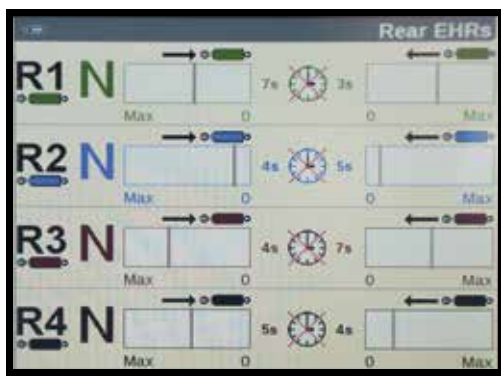 Rear EHRs
R1 N 7s 3s
Max 0 0 Max
R2 N 4s 5s
Max 0 0 Max
R3 N 4s 7s
Max 0 0 Max
R4 N 5s 4s
Max 0 0 Max